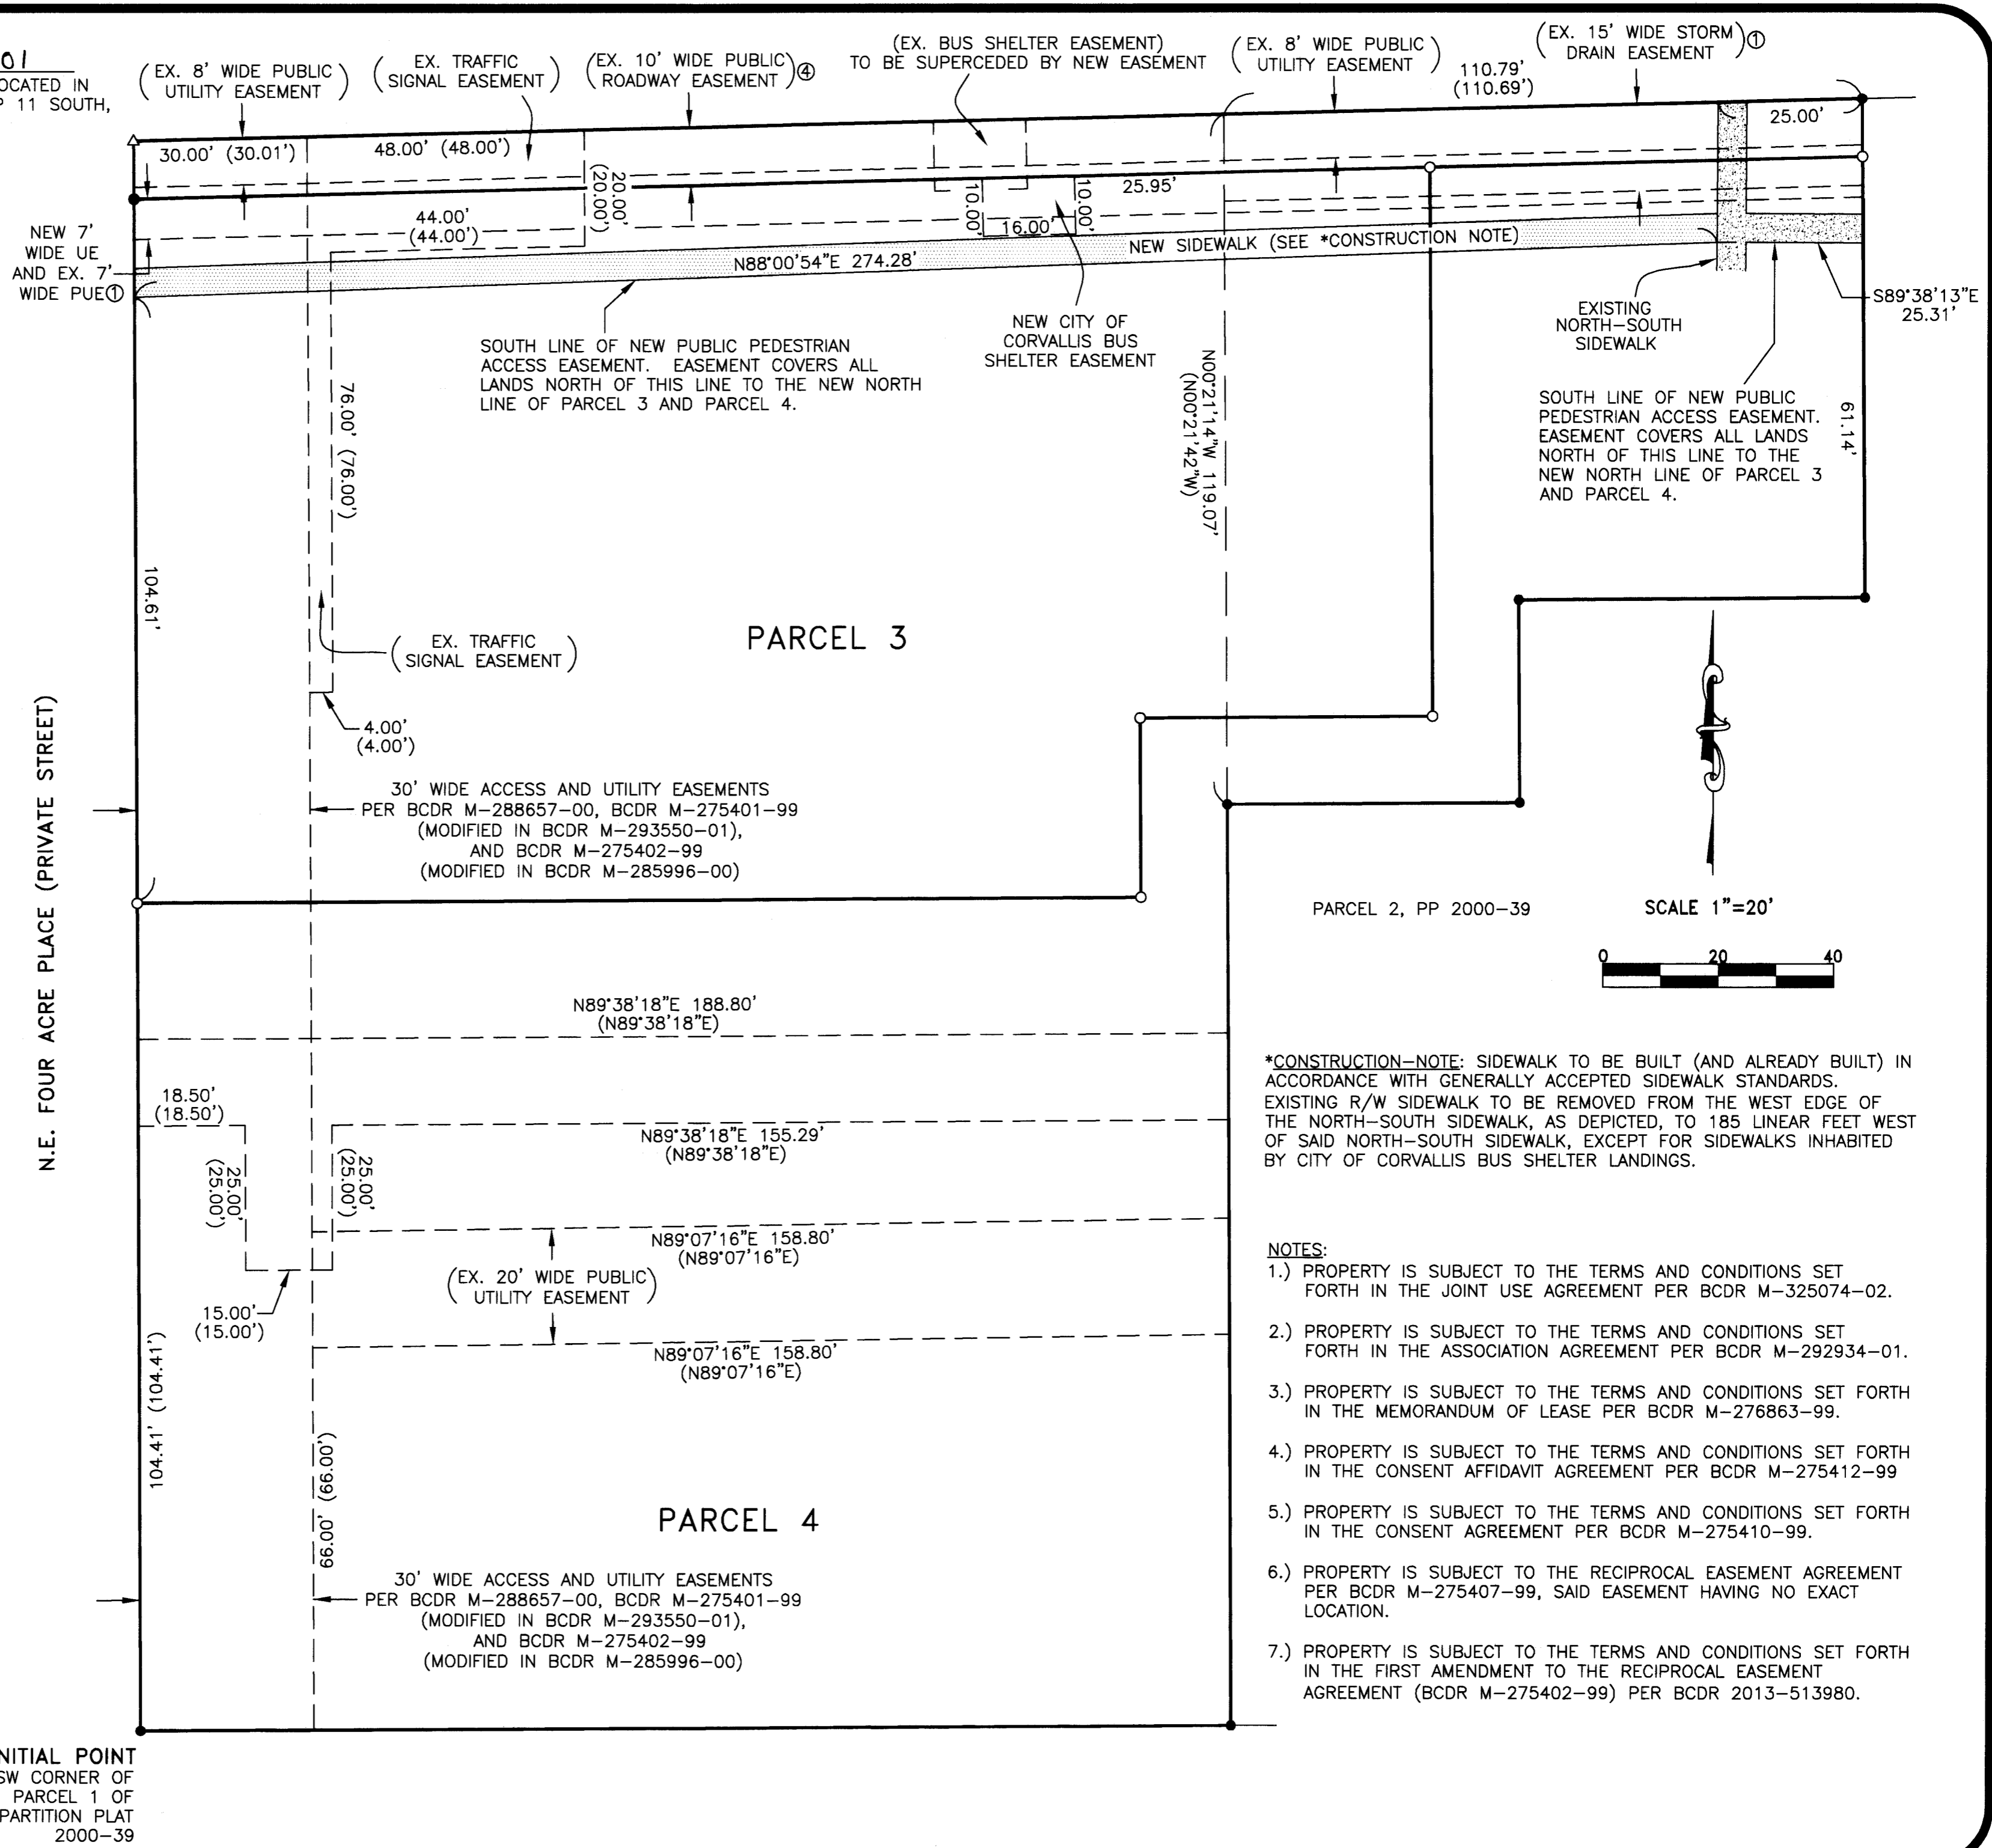 01
OCATED IN
P 11 SOUTH,
(EX. 8' WIDE PUBLIC
UTILITY EASEMENT)
(EX. TRAFFIC
SIGNAL EASEMENT)
(EX. 10' WIDE PUBLIC
ROADWAY EASEMENT) ④
(EX. BUS SHELTER EASEMENT)
TO BE SUPERCEDED BY NEW EASEMENT
(EX. 8' WIDE PUBLIC
UTILITY EASEMENT)
110.79'
(110.69')
(EX. 15' WIDE STORM
DRAIN EASEMENT) ①
25.00'
30.00' (30.01')
48.00' (48.00')
20.00'
(20.00')
44.00'
(44.00')
10.00'
16.00'
10.00'
25.95'
NEW 7'
WIDE UE
AND EX. 7'
WIDE PUE①
N88°00'54"E 274.28'
NEW SIDEWALK (SEE *CONSTRUCTION NOTE)
SOUTH LINE OF NEW PUBLIC PEDESTRIAN
ACCESS EASEMENT. EASEMENT COVERS ALL
LANDS NORTH OF THIS LINE TO THE NEW NORTH
LINE OF PARCEL 3 AND PARCEL 4.
NEW CITY OF
CORVALLIS BUS
SHELTER EASEMENT
N00°21'14"W 119.07'
(N00°21'42"W)
EXISTING
NORTH-SOUTH
SIDEWALK
S89°38'13"E
25.31'
SOUTH LINE OF NEW PUBLIC
PEDESTRIAN ACCESS EASEMENT.
EASEMENT COVERS ALL LANDS
NORTH OF THIS LINE TO THE
NEW NORTH LINE OF PARCEL 3
AND PARCEL 4.
61.14'
76.00' (76.00')
104.61'
(EX. TRAFFIC
SIGNAL EASEMENT)
PARCEL 3
4.00'
(4.00')
30' WIDE ACCESS AND UTILITY EASEMENTS
PER BCDR M-288657-00, BCDR M-275401-99
(MODIFIED IN BCDR M-293550-01),
AND BCDR M-275402-99
(MODIFIED IN BCDR M-285996-00)
N.E. FOUR ACRE PLACE (PRIVATE STREET)
PARCEL 2, PP 2000-39
SCALE 1"=20'
0 20 40
N89°38'18"E 188.80'
(N89°38'18"E)
18.50'
(18.50')
25.00'
(25.00')
25.00'
(25.00')
N89°38'18"E 155.29'
(N89°38'18"E)
N89°07'16"E 158.80'
(N89°07'16"E)
(EX. 20' WIDE PUBLIC
UTILITY EASEMENT)
15.00'
(15.00')
N89°07'16"E 158.80'
(N89°07'16"E)
104.41' (104.41')
66.00' (66.00')
PARCEL 4
30' WIDE ACCESS AND UTILITY EASEMENTS
PER BCDR M-288657-00, BCDR M-275401-99
(MODIFIED IN BCDR M-293550-01),
AND BCDR M-275402-99
(MODIFIED IN BCDR M-285996-00)
*CONSTRUCTION-NOTE: SIDEWALK TO BE BUILT (AND ALREADY BUILT) IN
ACCORDANCE WITH GENERALLY ACCEPTED SIDEWALK STANDARDS.
EXISTING R/W SIDEWALK TO BE REMOVED FROM THE WEST EDGE OF
THE NORTH-SOUTH SIDEWALK, AS DEPICTED, TO 185 LINEAR FEET WEST
OF SAID NORTH-SOUTH SIDEWALK, EXCEPT FOR SIDEWALKS INHABITED
BY CITY OF CORVALLIS BUS SHELTER LANDINGS.
NOTES:
1.) PROPERTY IS SUBJECT TO THE TERMS AND CONDITIONS SET
FORTH IN THE JOINT USE AGREEMENT PER BCDR M-325074-02.
2.) PROPERTY IS SUBJECT TO THE TERMS AND CONDITIONS SET
FORTH IN THE ASSOCIATION AGREEMENT PER BCDR M-292934-01.
3.) PROPERTY IS SUBJECT TO THE TERMS AND CONDITIONS SET FORTH
IN THE MEMORANDUM OF LEASE PER BCDR M-276863-99.
4.) PROPERTY IS SUBJECT TO THE TERMS AND CONDITIONS SET FORTH
IN THE CONSENT AFFIDAVIT AGREEMENT PER BCDR M-275412-99
5.) PROPERTY IS SUBJECT TO THE TERMS AND CONDITIONS SET FORTH
IN THE CONSENT AGREEMENT PER BCDR M-275410-99.
6.) PROPERTY IS SUBJECT TO THE RECIPROCAL EASEMENT AGREEMENT
PER BCDR M-275407-99, SAID EASEMENT HAVING NO EXACT
LOCATION.
7.) PROPERTY IS SUBJECT TO THE TERMS AND CONDITIONS SET FORTH
IN THE FIRST AMENDMENT TO THE RECIPROCAL EASEMENT
AGREEMENT (BCDR M-275402-99) PER BCDR 2013-513980.
NITIAL POINT
SW CORNER OF
PARCEL 1 OF
PARTITION PLAT
2000-39